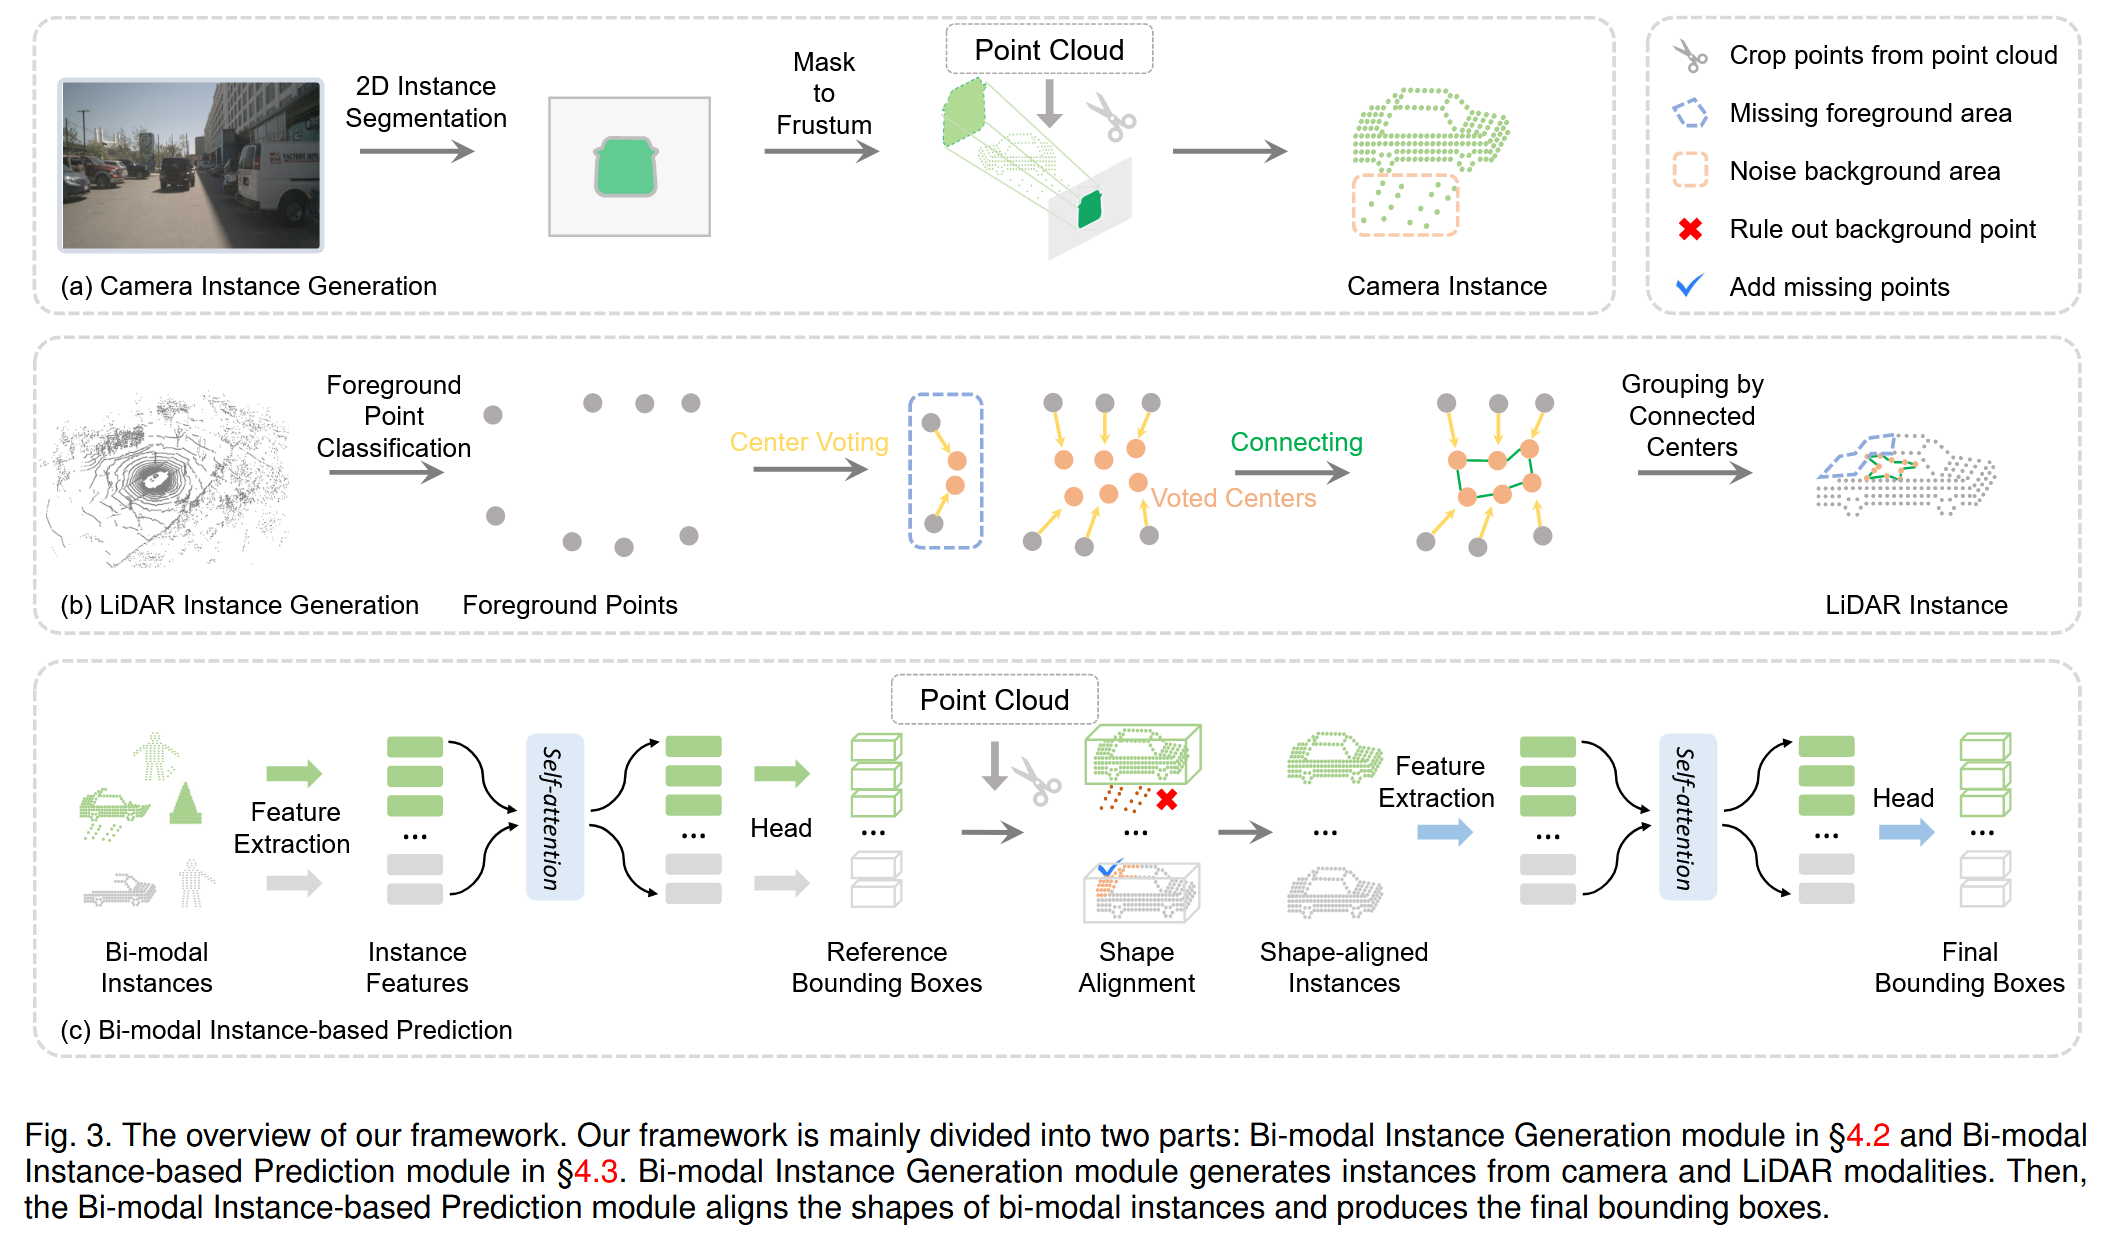 2D Instance
Segmentation
Mask
to
Frustum
Point Cloud
(a) Camera Instance Generation
Camera Instance
Crop points from point cloud
Missing foreground area
Noise background area
Rule out background point
Add missing points
Foreground
Point
Classification
Center Voting
Voted Centers
Connecting
Grouping by
Connected
Centers
(b) LiDAR Instance Generation
Foreground Points
LiDAR Instance
Point Cloud
Feature
Extraction
Self-attention
Head
...
...
...
...
...
Feature
Extraction
...
Self-attention
...
Head
...
Bi-modal
Instances
Instance
Features
Reference
Bounding Boxes
Shape
Alignment
Shape-aligned
Instances
Final
Bounding Boxes
(c) Bi-modal Instance-based Prediction
Fig. 3. The overview of our framework. Our framework is mainly divided into two parts: Bi-modal Instance Generation module in §4.2 and Bi-modal
Instance-based Prediction module in §4.3. Bi-modal Instance Generation module generates instances from camera and LiDAR modalities. Then,
the Bi-modal Instance-based Prediction module aligns the shapes of bi-modal instances and produces the final bounding boxes.